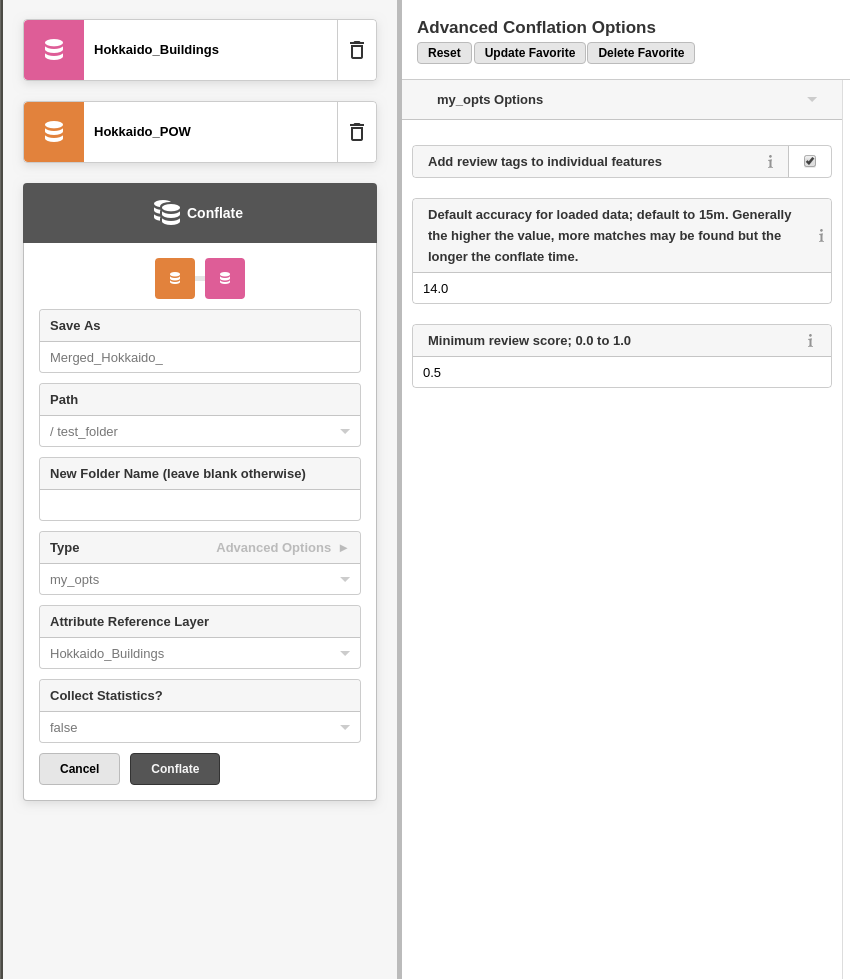 Hokkaido_Buildings
Hokkaido_POW
Conflate
Save As
Merged_Hokkaido_
Path
/ test_folder
New Folder Name (leave blank otherwise)
Type Advanced Options ►
my_opts
Attribute Reference Layer
Hokkaido_Buildings
Collect Statistics?
false
Cancel Conflate
Advanced Conflation Options
Reset Update Favorite Delete Favorite
my_opts Options
Add review tags to individual features
Default accuracy for loaded data; default to 15m. Generally
the higher the value, more matches may be found but the
longer the conflate time.
14.0
Minimum review score; 0.0 to 1.0
0.5